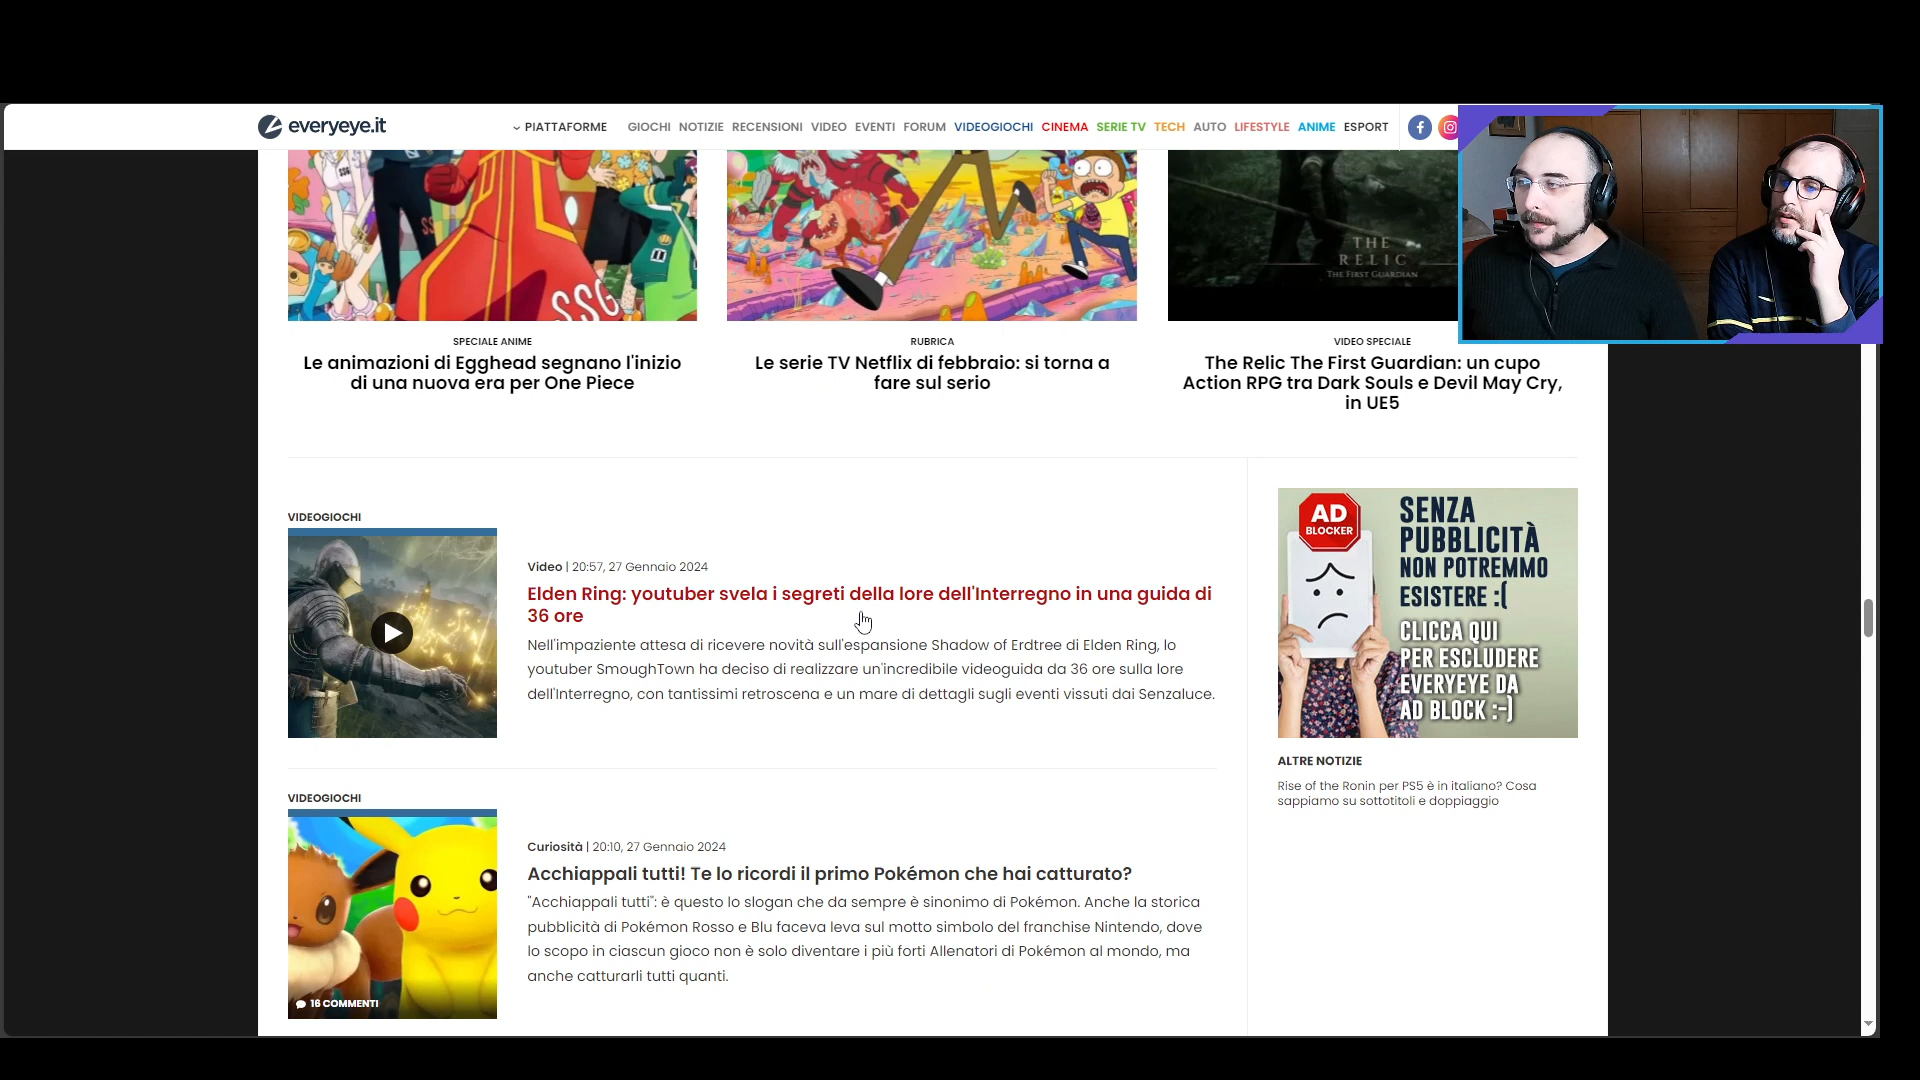 everyeye.it
PIATTAFORME GIOCHI NOTIZIE RECENSIONI VIDEO EVENTI FORUM VIDEOGIOCHI CINEMA SERIE TV TECH AUTO LIFESTYLE ANIME ESPORT
SSG
THE
RELIC
THE FIRST GUARDIAN
SPECIALE ANIME
Le animazioni di Egghead segnano l'inizio
di una nuova era per One Piece
RUBRICA
Le serie TV Netflix di febbraio: si torna a
fare sul serio
VIDEO SPECIALE
The Relic The First Guardian: un cupo
Action RPG tra Dark Souls e Devil May Cry,
in UE5
VIDEOGIOCHI
Video | 20:57, 27 Gennaio 2024
Elden Ring: youtuber svela i segreti della lore dell'Interregno in una guida di
36 ore
Nell'impaziente attesa di ricevere novità sull'espansione Shadow of Erdtree di Elden Ring, lo
youtuber SmoughTown ha deciso di realizzare un'incredibile videoguida da 36 ore sulla lore
dell'Interregno, con tantissimi retroscena e un mare di dettagli sugli eventi vissuti dai Senzaluce.
VIDEOGIOCHI
16 COMMENTI
Curiosità | 20:10, 27 Gennaio 2024
Acchiappali tutti! Te lo ricordi il primo Pokémon che hai catturato?
"Acchiappali tutti": è questo lo slogan che da sempre è sinonimo di Pokémon. Anche la storica
pubblicità di Pokémon Rosso e Blu faceva leva sul motto simbolo del franchise Nintendo, dove
lo scopo in ciascun gioco non è solo diventare i più forti Allenatori di Pokémon al mondo, ma
anche catturarli tutti quanti.
AD
BLOCKER
SENZA
PUBBLICITÀ
NON POTREMMO
ESISTERE :(
CLICCA QUI
PER ESCLUDERE
EVERYEYE DA
AD BLOCK :-)
ALTRE NOTIZIE
Rise of the Ronin per PS5 è in italiano? Cosa
sappiamo su sottotitoli e doppiaggio